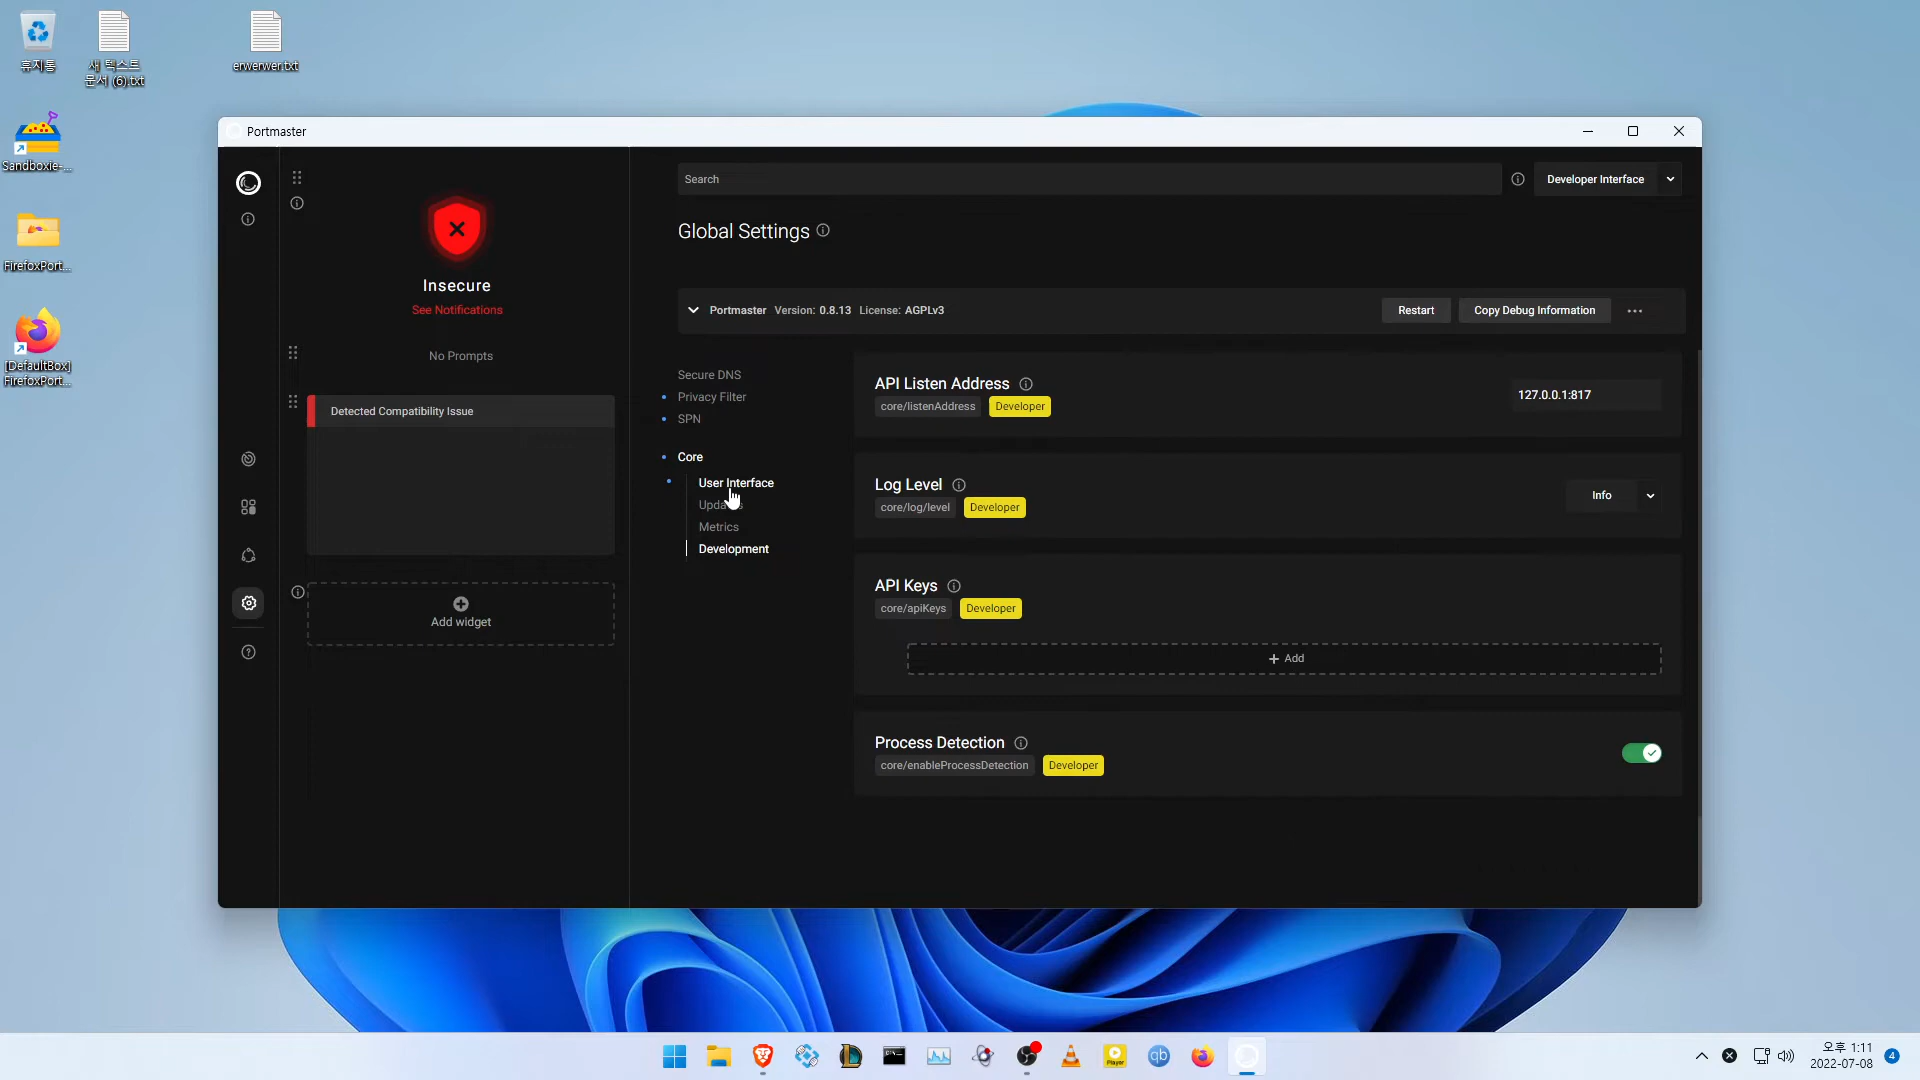 휴지통
새 텍스트
문서 (6).txt
erwerwer.txt
Sandboxie-...
FirefoxPort...
[DefaultBox]
FirefoxPort...
Portmaster
Insecure
See Notifications
No Prompts
Detected Compatibility Issue
Add widget
Search
Developer Interface
Global Settings
Portmaster Version: 0.8.13 License: AGPLv3
Restart
Copy Debug Information
Secure DNS
Privacy Filter
SPN
Core
User Interface
Metrics
Development
API Listen Address
core/listenAddress Developer
127.0.0.1:817
Log Level
core/log/level Developer
Info
API Keys
core/apiKeys Developer
+ Add
Process Detection
core/enableProcessDetection Developer
Player
qb
오후 1:11
2022-07-08
4